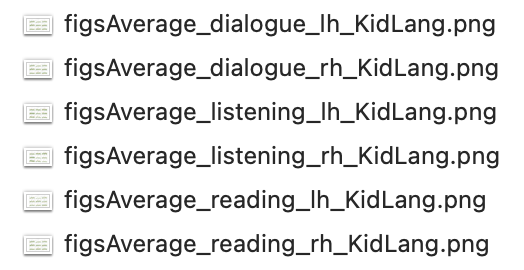 figsAverage_dialogue_lh_KidLang.png
figsAverage_dialogue_rh_KidLang.png
figsAverage_listening_lh_KidLang.png
figsAverage_listening_rh_KidLang.png
figsAverage_reading_lh_KidLang.png
figsAverage_reading_rh_KidLang.png